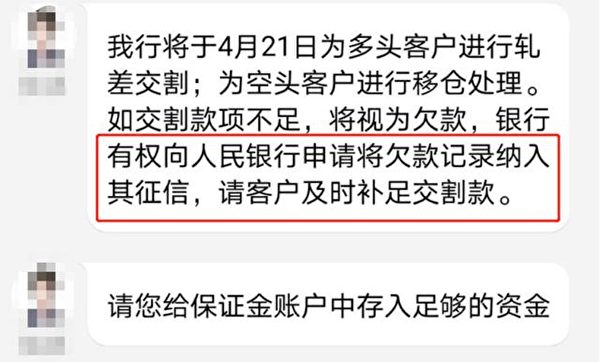 我行将于4月21日为多头客户进行轧
差交割；为空头客户进行移仓处理。
如交割款项不足，将视为欠款，银行
有权向人民银行申请将欠款记录纳入
其征信，请客户及时补足交割款。
请您给保证金账户中存入足够的资金